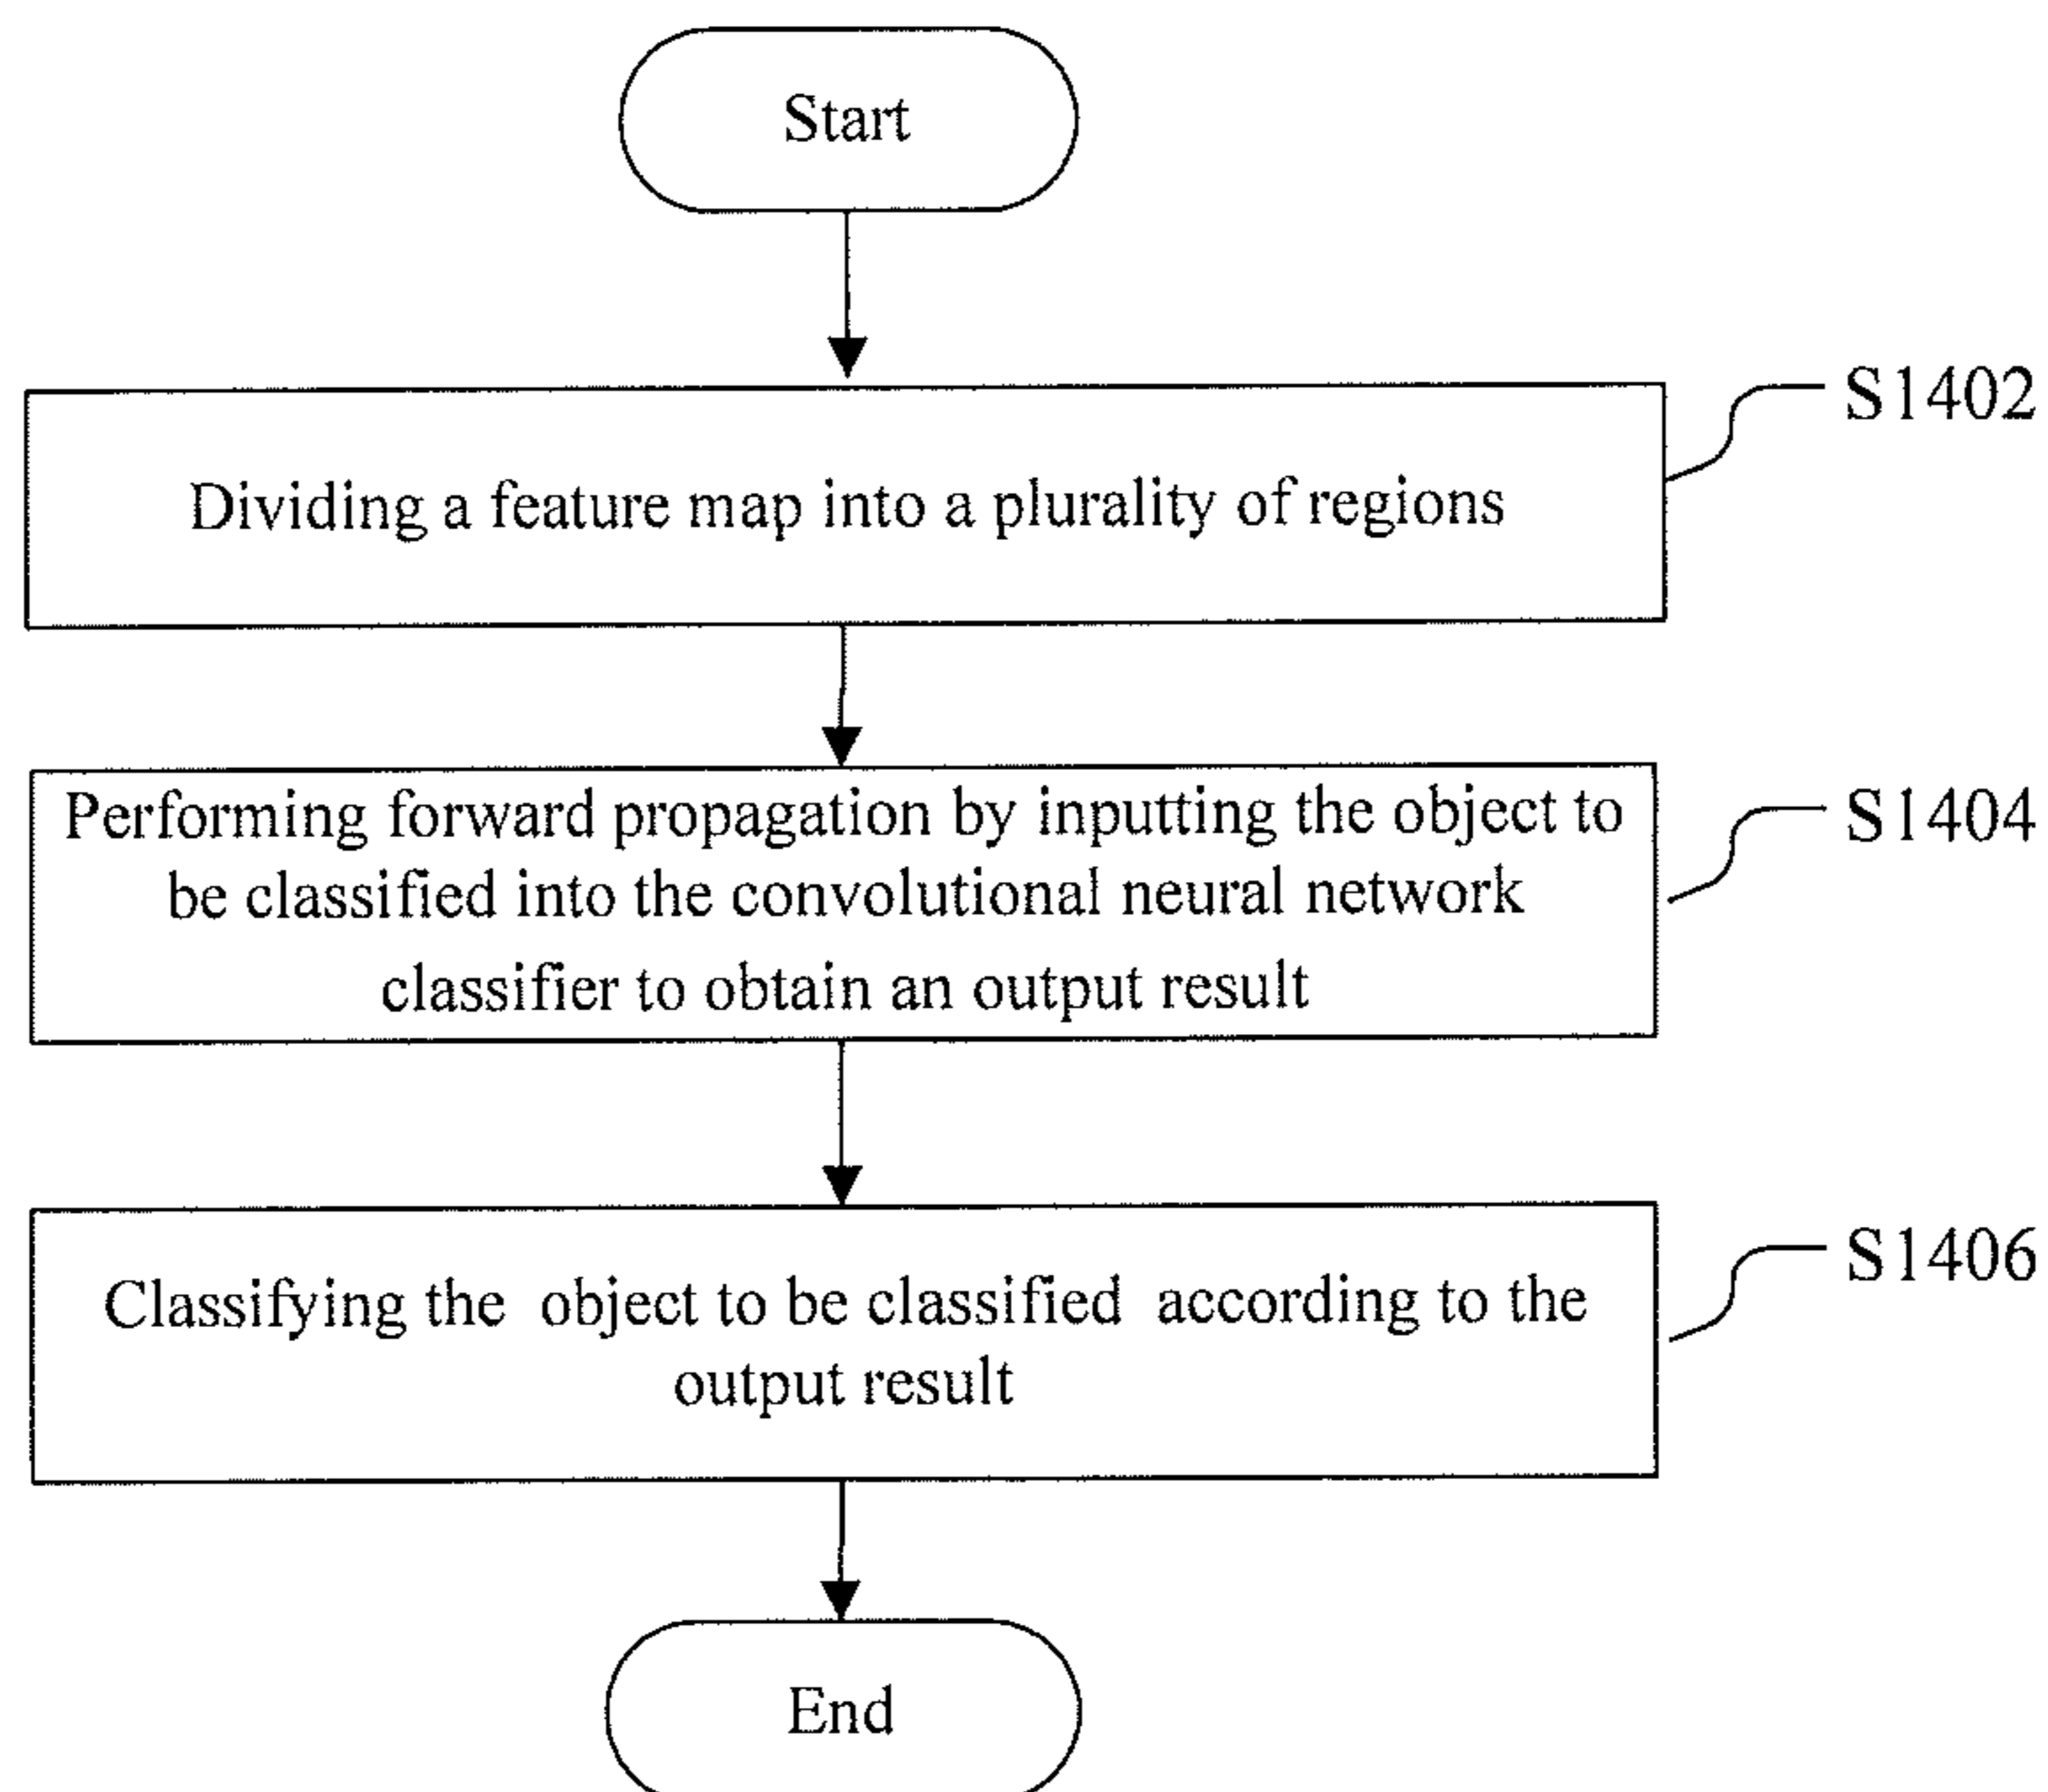 Start
S1402
Dividing a feature map into a plurality of regions
S1404
Performing forward propagation by inputting the object to
be classified into the convolutional neural network
classifier to obtain an output result
S1406
Classifying the object to be classified according to the
output result
End